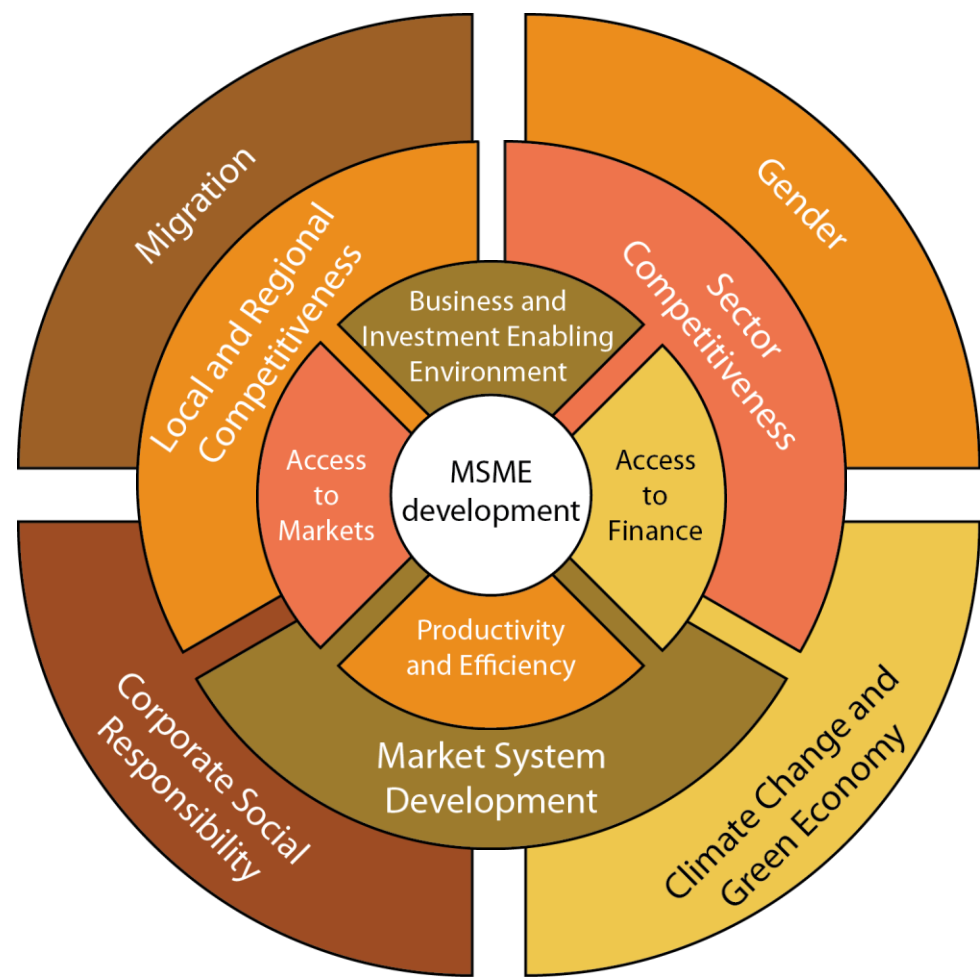 Migration
Gender
Local and Regional
Competitiveness
Sector
Competitiveness
Business and
Investment Enabling
Environment
Access
to
Markets
MSME
development
Access
to
Finance
Productivity
and Efficiency
Market System
Development
Corporate Social
Responsibility
Climate Change and
Green Economy